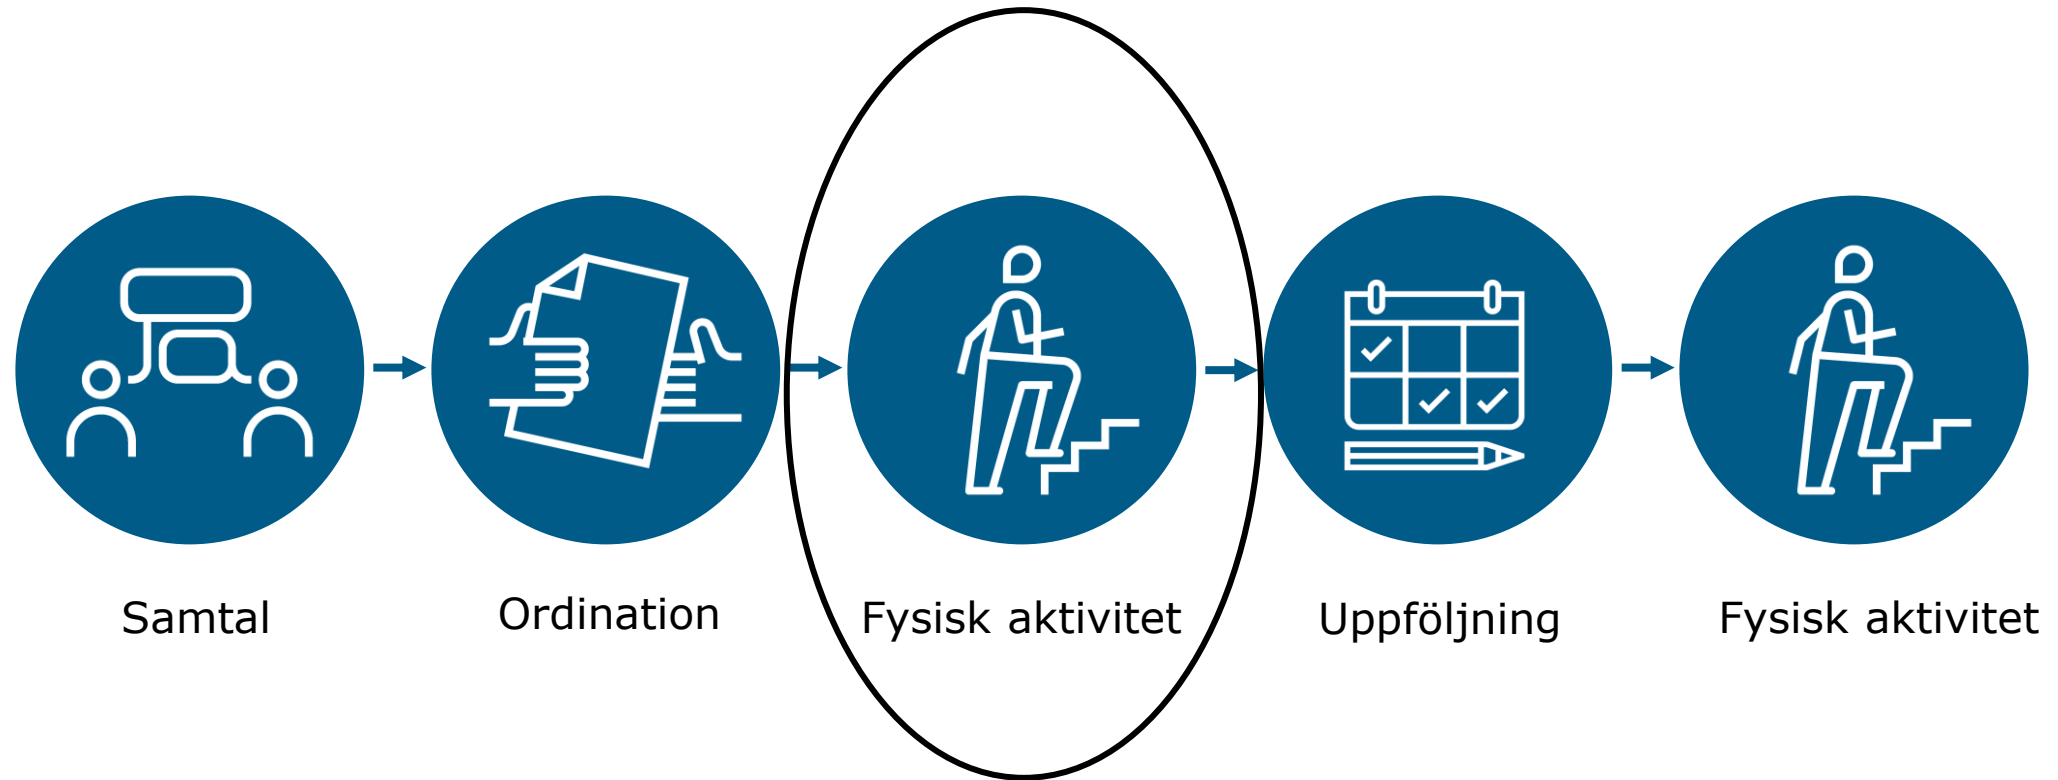 Samtal
Ordination
Fysisk aktivitet
Uppföljning
Fysisk aktivitet